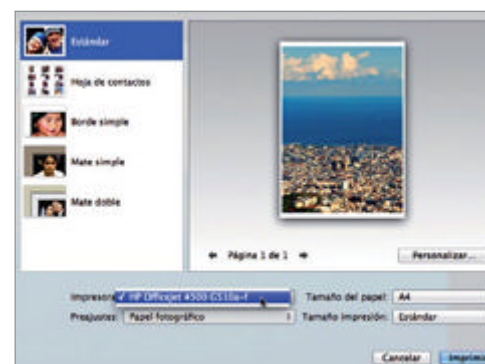 Estándar
Hoja de contactos
Borde simple
Mate simple
Mate doble
Página 1 de 1
Personalizar...
Impresora: HP Officejet 4500 G510a-f
Tamaño del papel: A4
Preajustes: Papel fotográfico
Tamaño impresión: Estándar
Cancelar
Imprimir